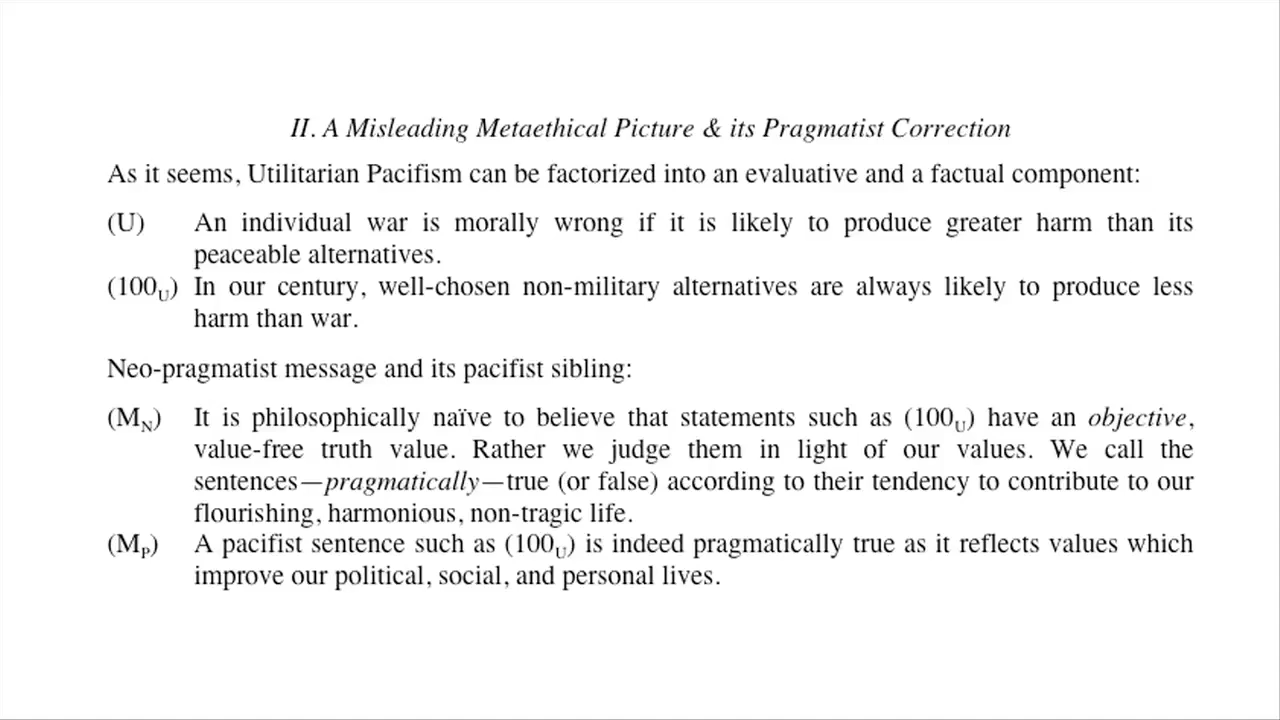 II. A Misleading Metaethical Picture & its Pragmatist Correction
As it seems, Utilitarian Pacifism can be factorized into an evaluative and a factual component:
(U) An individual war is morally wrong if it is likely to produce greater harm than its
peaceable alternatives.
(100U) In our century, well-chosen non-military alternatives are always likely to produce less
harm than war.
Neo-pragmatist message and its pacifist sibling:
(MN) It is philosophically naïve to believe that statements such as (100U) have an objective,
value-free truth value. Rather we judge them in light of our values. We call the
sentences—pragmatically—true (or false) according to their tendency to contribute to our
flourishing, harmonious, non-tragic life.
(MP) A pacifist sentence such as (100U) is indeed pragmatically true as it reflects values which
improve our political, social, and personal lives.